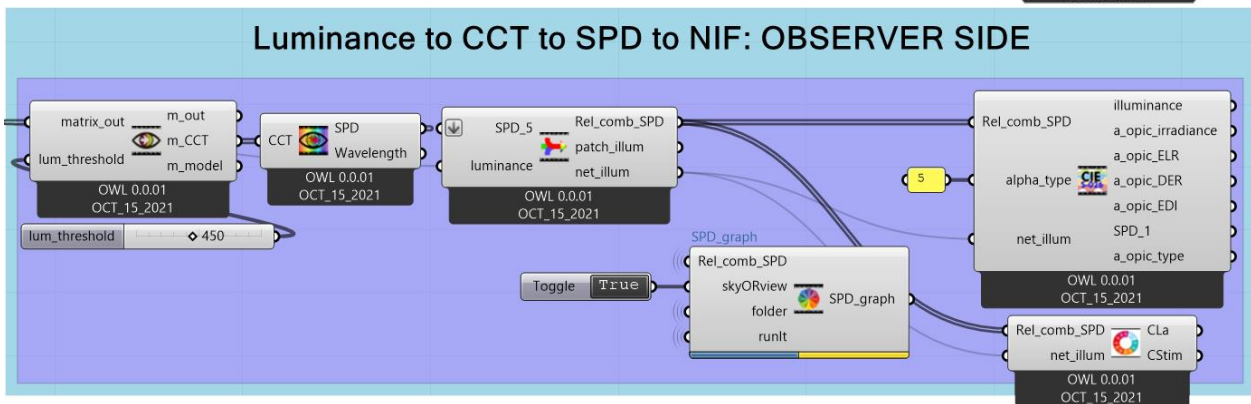 Luminance to CCT to SPD to NIF: OBSERVER SIDE
matrix_out
lum_threshold
m_out
m_CCT
m_model
OWL 0.0.01
OCT_15_2021
lum_threshold
450
CCT
SPD
Wavelength
OWL 0.0.01
OCT_15_2021
SPD_5
luminance
Rel_comb_SPD
patch_illum
net_illum
OWL 0.0.01
OCT_15_2021
Toggle
True
SPD_graph
Rel_comb_SPD
skyORview
folder
runIt
SPD_graph
5
Rel_comb_SPD
alpha_type
net_illum
CIE
illuminance
a_opic_irradiance
a_opic_ELR
a_opic_DER
a_opic_EDI
SPD_1
a_opic_type
OWL 0.0.01
OCT_15_2021
Rel_comb_SPD
net_illum
CLa
CStim
OWL 0.0.01
OCT_15_2021